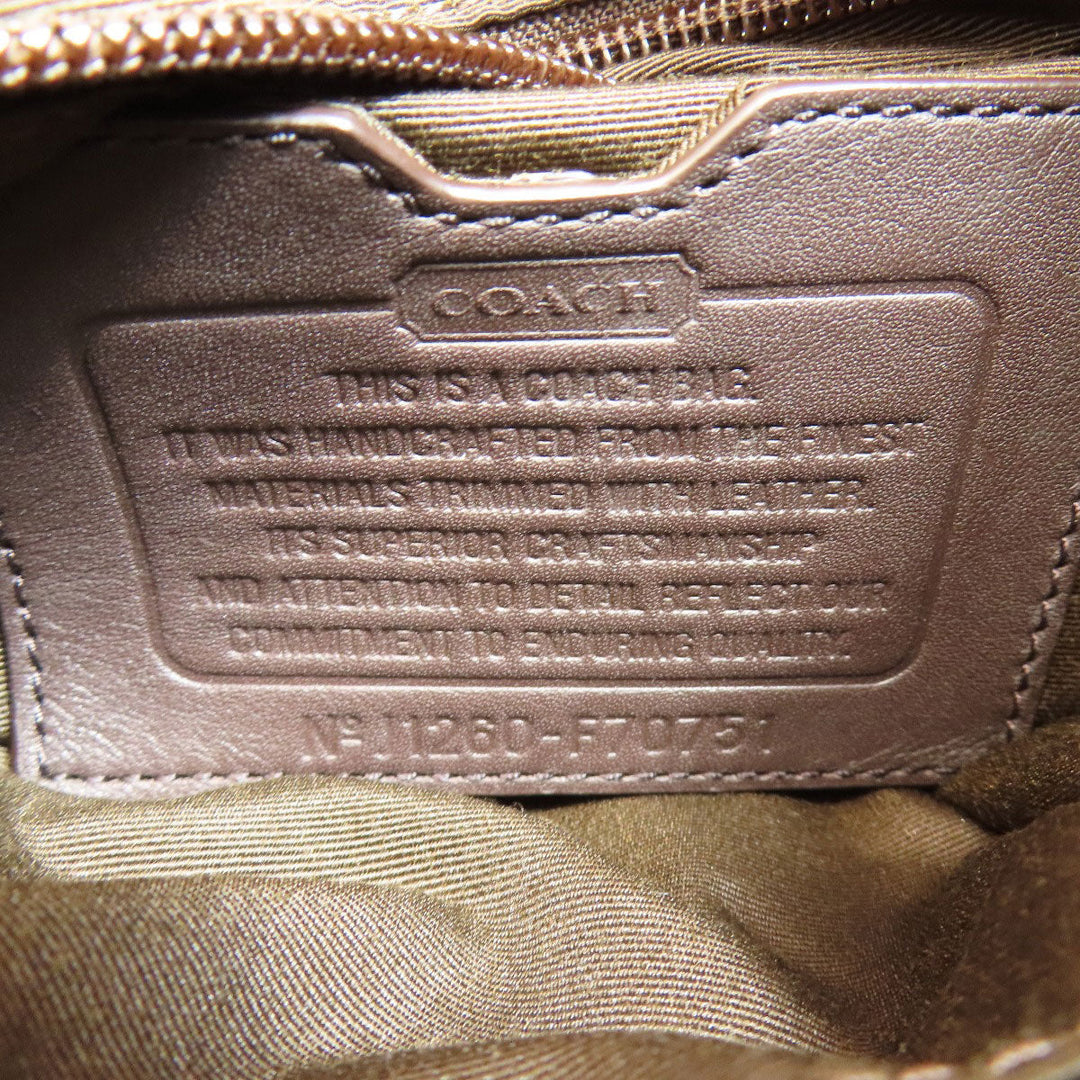 COACH
THIS IS A COACH BAG.
IT WAS HANDCRAFTED FROM THE FINEST
MATERIALS TRIMMED WITH LEATHER.
ITS SUPERIOR CRAFTSMANSHIP
AND ATTENTION TO DETAIL REFLECT OUR
COMMITMENT TO ENDURING QUALITY.
Nº J1260-F70751